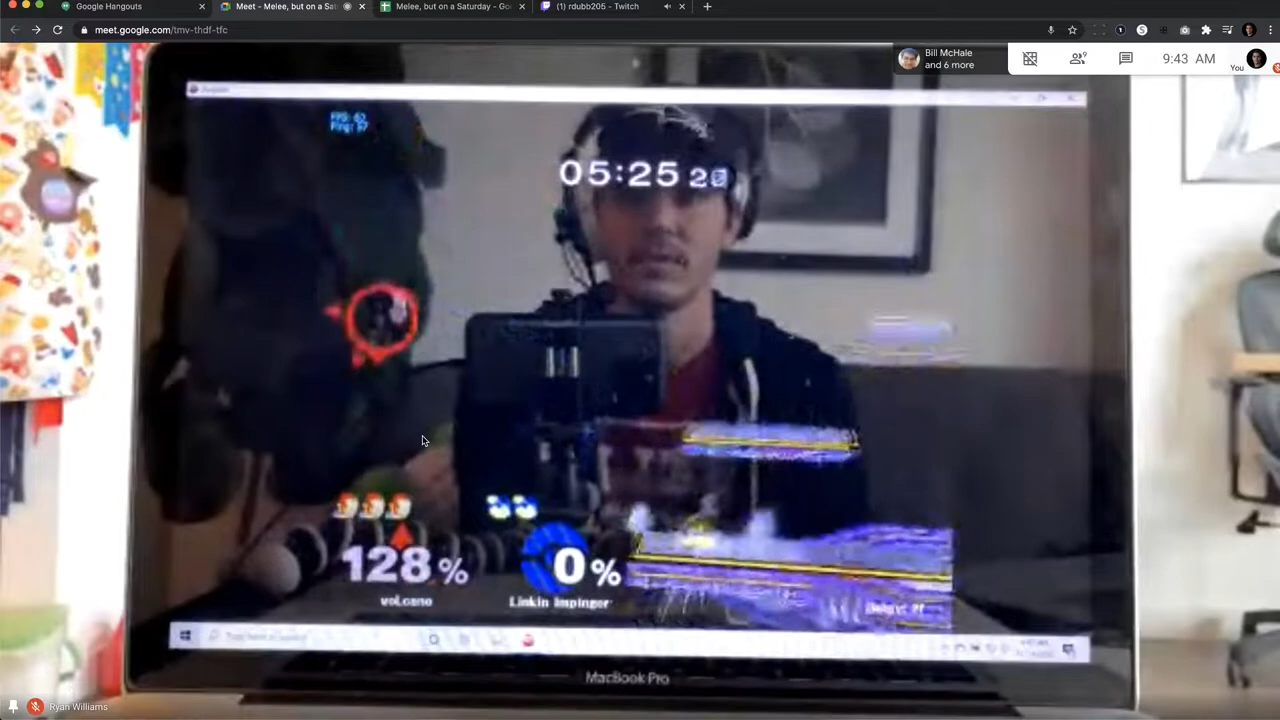 Google Hangouts
Meet - Melee, but on a Sat
Melee, but on a Saturday - Go
(1) rdubb205 - Twitch
meet.google.com/tmv-thdf-tfc
Bill McHale
and 6 more
9:43 AM
You
05:25
128%
0%
volcano
Linkin Impinger
MacBook Pro
Ryan Williams